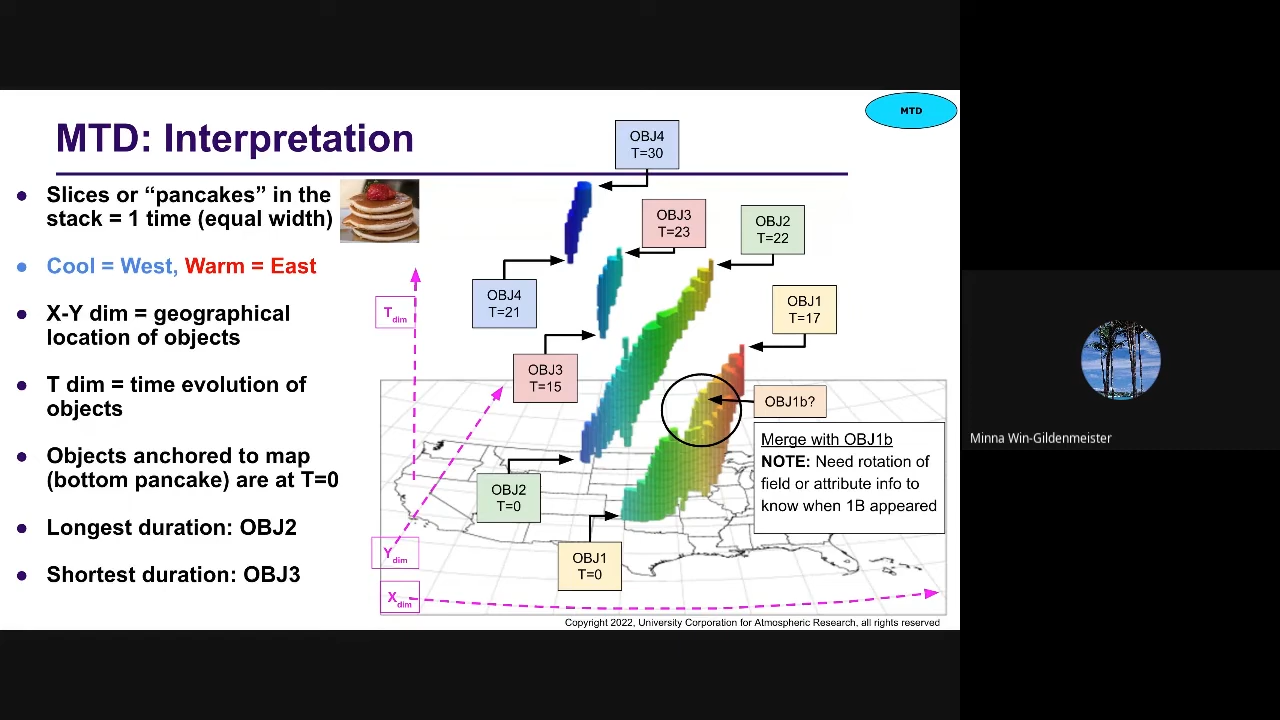 MTD
MTD: Interpretation
Slices or “pancakes” in the
stack = 1 time (equal width)
Cool = West, Warm = East
X-Y dim = geographical
location of objects
T dim = time evolution of
objects
Objects anchored to map
(bottom pancake) are at T=0
Longest duration: OBJ2
Shortest duration: OBJ3
OBJ4
T=30
OBJ3
T=23
OBJ2
T=22
OBJ4
T=21
OBJ1
T=17
Tdim
OBJ3
T=15
OBJ1b?
Merge with OBJ1b
NOTE: Need rotation of
field or attribute info to
know when 1B appeared
OBJ2
T=0
OBJ1
T=0
Ydim
Xdim
Copyright 2022, University Corporation for Atmospheric Research, all rights reserved
Minna Win-Gildenmeister